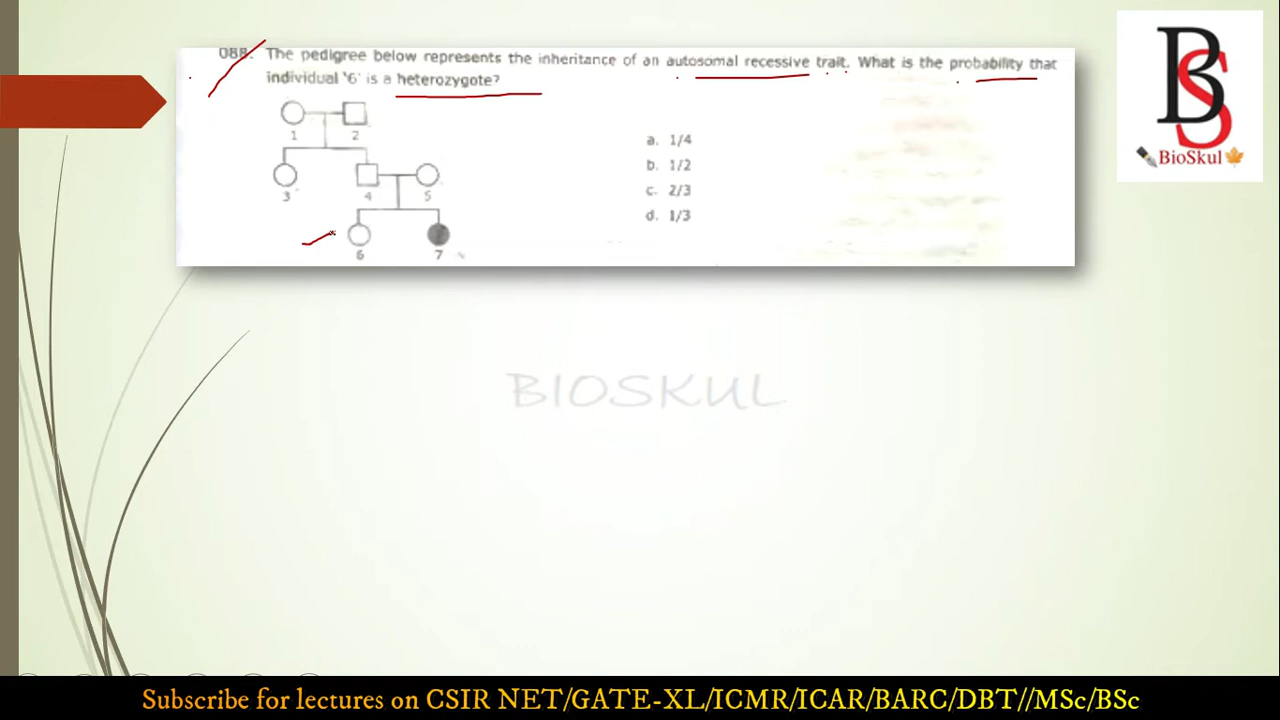 088. The pedigree below represents the inheritance of an autosomal recessive trait. What is the probability that
individual '6' is a heterozygote?
1 2
3 4 5
6 7
a. 1/4
b. 1/2
c. 2/3
d. 1/3
BS
BioSkul
BIOSKUL
Subscribe for lectures on CSIR NET/GATE-XL/ICMR/ICAR/BARC/DBT//MSc/BSc